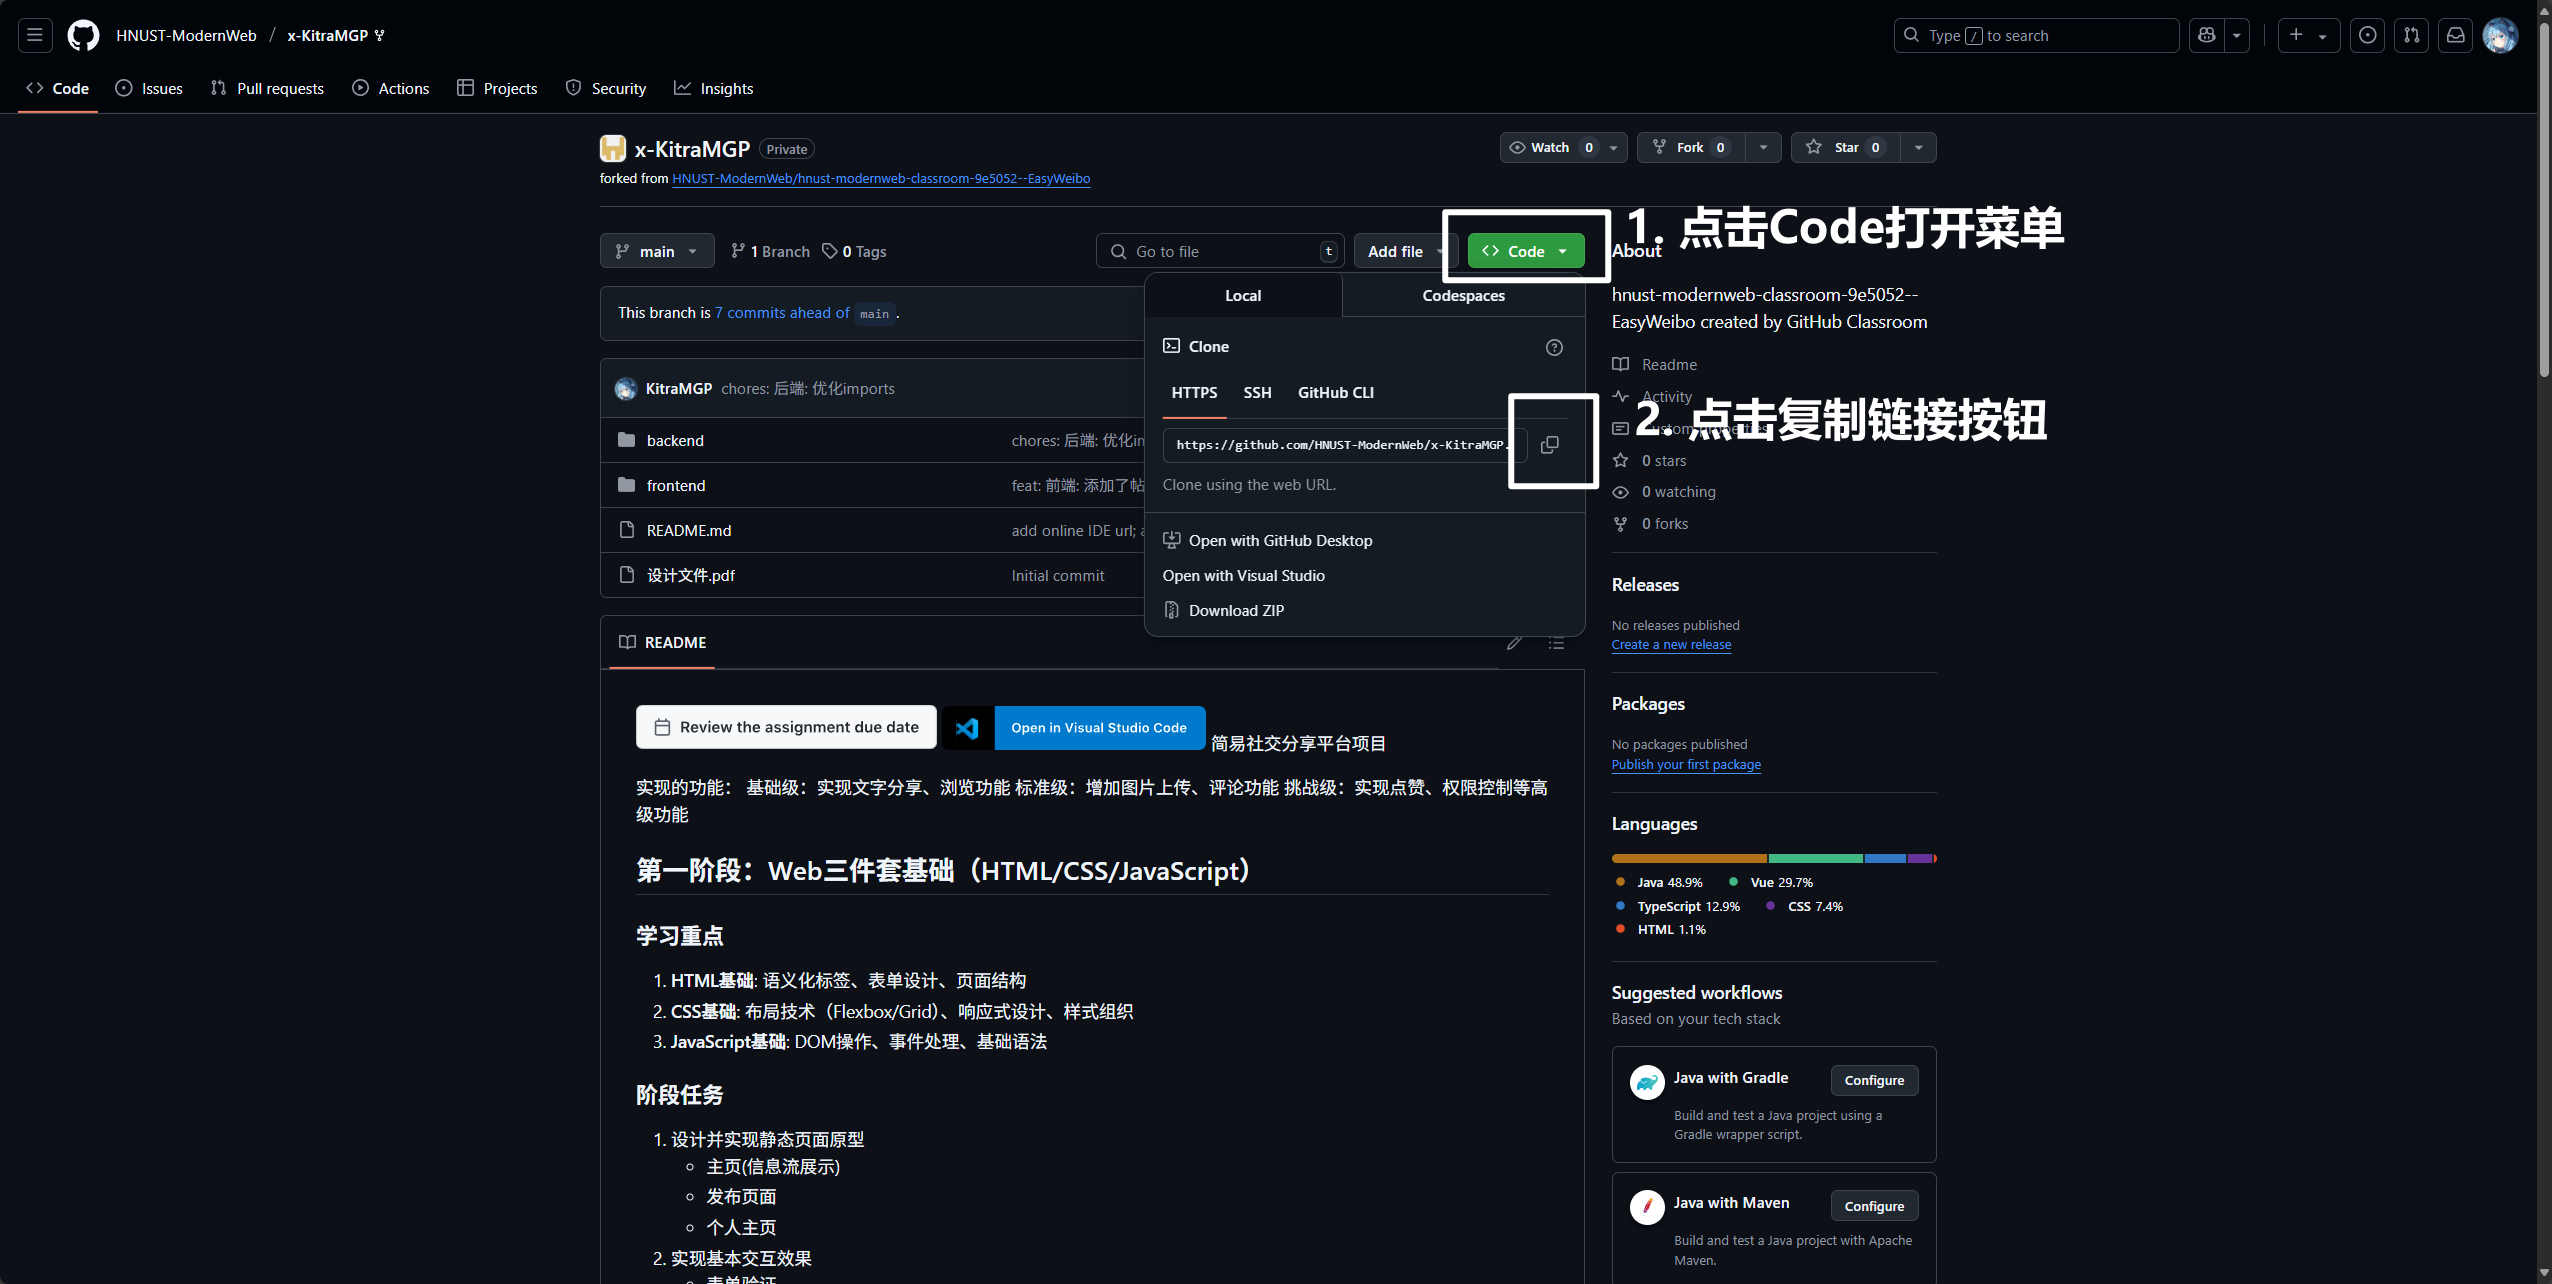 HNUST-ModernWeb / x-KitraMGP
Type / to search
Code Issues Pull requests Actions Projects Security Insights
x-KitraMGP Private
Watch 0 Fork 0 Star 0
forked from HNUST-ModernWeb/hnust-modernweb-classroom-9e5052--EasyWeibo
main 1 Branch 0 Tags Go to file t Add file Code
1. 点击Code打开菜单
This branch is 7 commits ahead of main .
KitraMGP chores: 后端: 优化imports
backend chores: 后端: 优化im
frontend feat: 前端: 添加了帖
README.md add online IDE url; a
设计文件.pdf Initial commit
Local Codespaces
Clone
HTTPS SSH GitHub CLI
https://github.com/HNUST-ModernWeb/x-KitraMGP.
2. 点击复制链接按钮
Clone using the web URL.
Open with GitHub Desktop
Open with Visual Studio
Download ZIP
README
Review the assignment due date Open in Visual Studio Code 简易社交分享平台项目
实现的功能： 基础级：实现文字分享、浏览功能 标准级：增加图片上传、评论功能 挑战级：实现点赞、权限控制等高
级功能
第一阶段：Web三件套基础（HTML/CSS/JavaScript）
学习重点
1. HTML基础: 语义化标签、表单设计、页面结构
2. CSS基础: 布局技术（Flexbox/Grid）、响应式设计、样式组织
3. JavaScript基础: DOM操作、事件处理、基础语法
阶段任务
1. 设计并实现静态页面原型
主页(信息流展示)
发布页面
个人主页
2. 实现基本交互效果
表单验证
About
hnust-modernweb-classroom-9e5052--
EasyWeibo created by GitHub Classroom
Readme
Activity
Custom properties
0 stars
0 watching
0 forks
Releases
No releases published
Create a new release
Packages
No packages published
Publish your first package
Languages
Java 48.9% Vue 29.7%
TypeScript 12.9% CSS 7.4%
HTML 1.1%
Suggested workflows
Based on your tech stack
Java with Gradle Configure
Build and test a Java project using a
Gradle wrapper script.
Java with Maven Configure
Build and test a Java project with Apache
Maven.